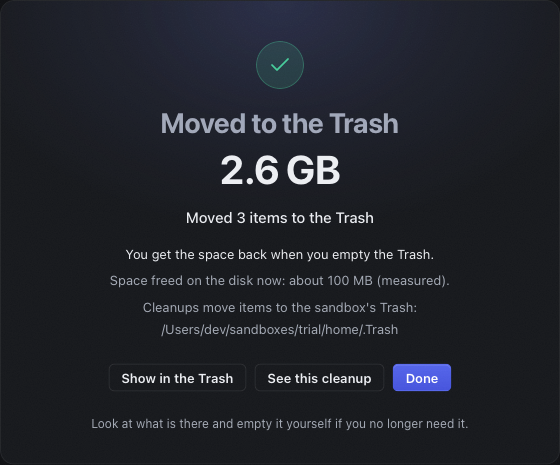 Moved to the Trash
2.6 GB
Moved 3 items to the Trash
You get the space back when you empty the Trash.
Space freed on the disk now: about 100 MB (measured).
Cleanups move items to the sandbox's Trash:
/Users/dev/sandboxes/trial/home/.Trash
Show in the Trash See this cleanup Done
Look at what is there and empty it yourself if you no longer need it.